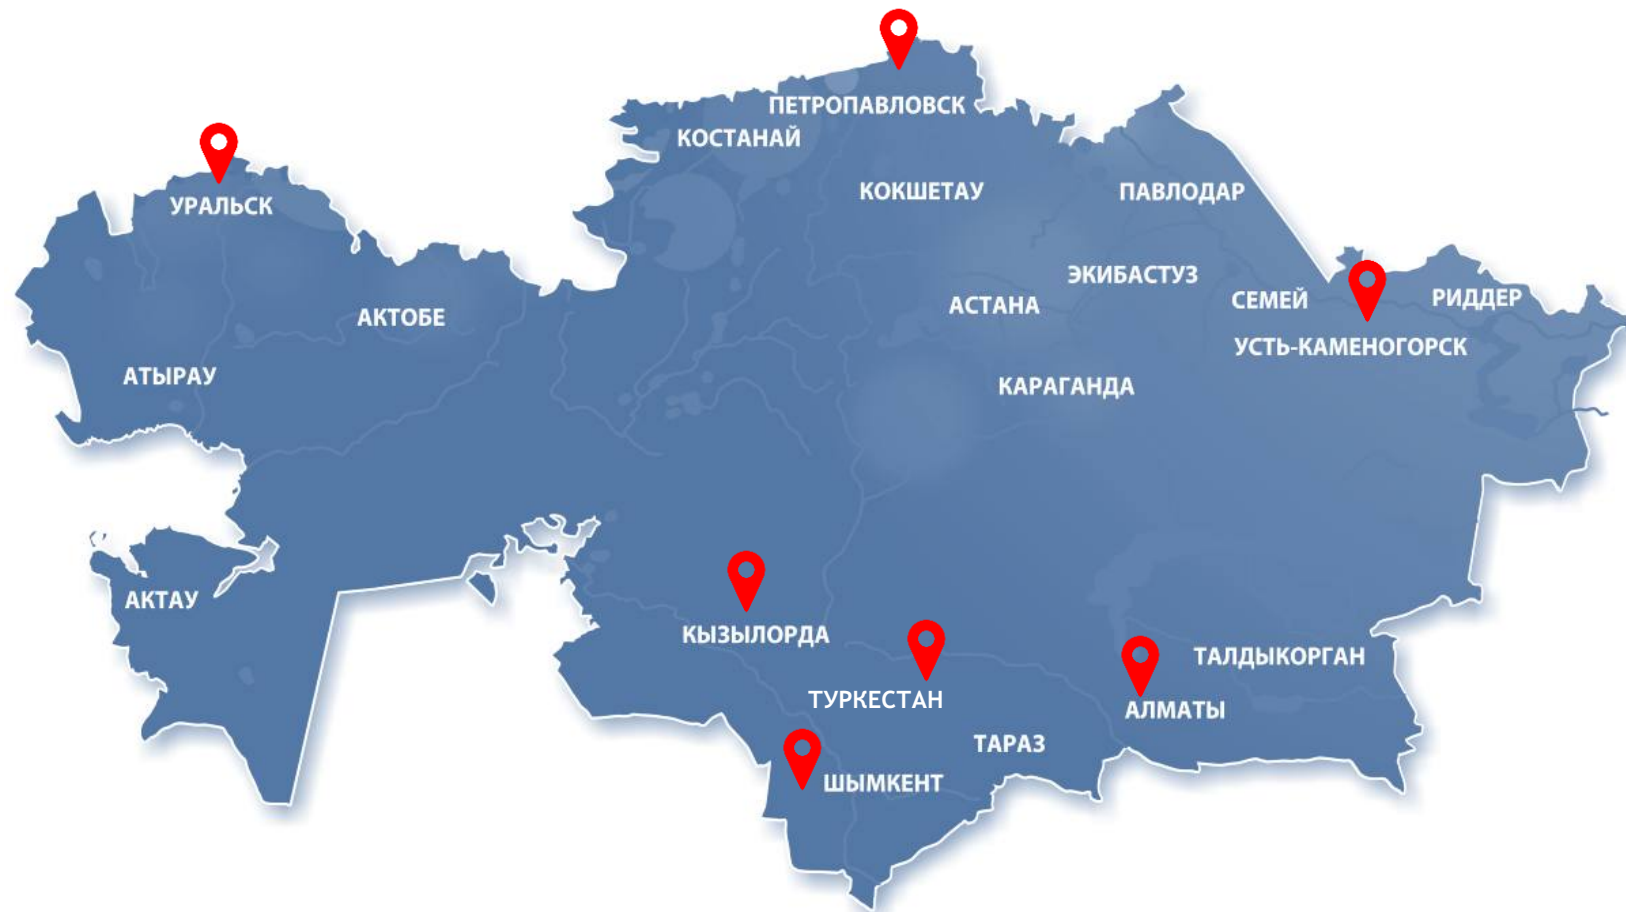 ПЕТРОПАВЛОВСК
КОСТАНАЙ
УРАЛЬСК
КОКШЕТАУ
ПАВЛОДАР
ЭКИБАСТУЗ
АСТАНА
СЕМЕЙ
РИДДЕР
АКТОБЕ
УСТЬ-КАМЕНОГОРСК
АТЫРАУ
КАРАГАНДА
АКТАУ
КЫЗЫЛОРДА
ТАЛДЫКОРГАН
ТУРКЕСТАН
АЛМАТЫ
ТАРАЗ
ШЫМКЕНТ